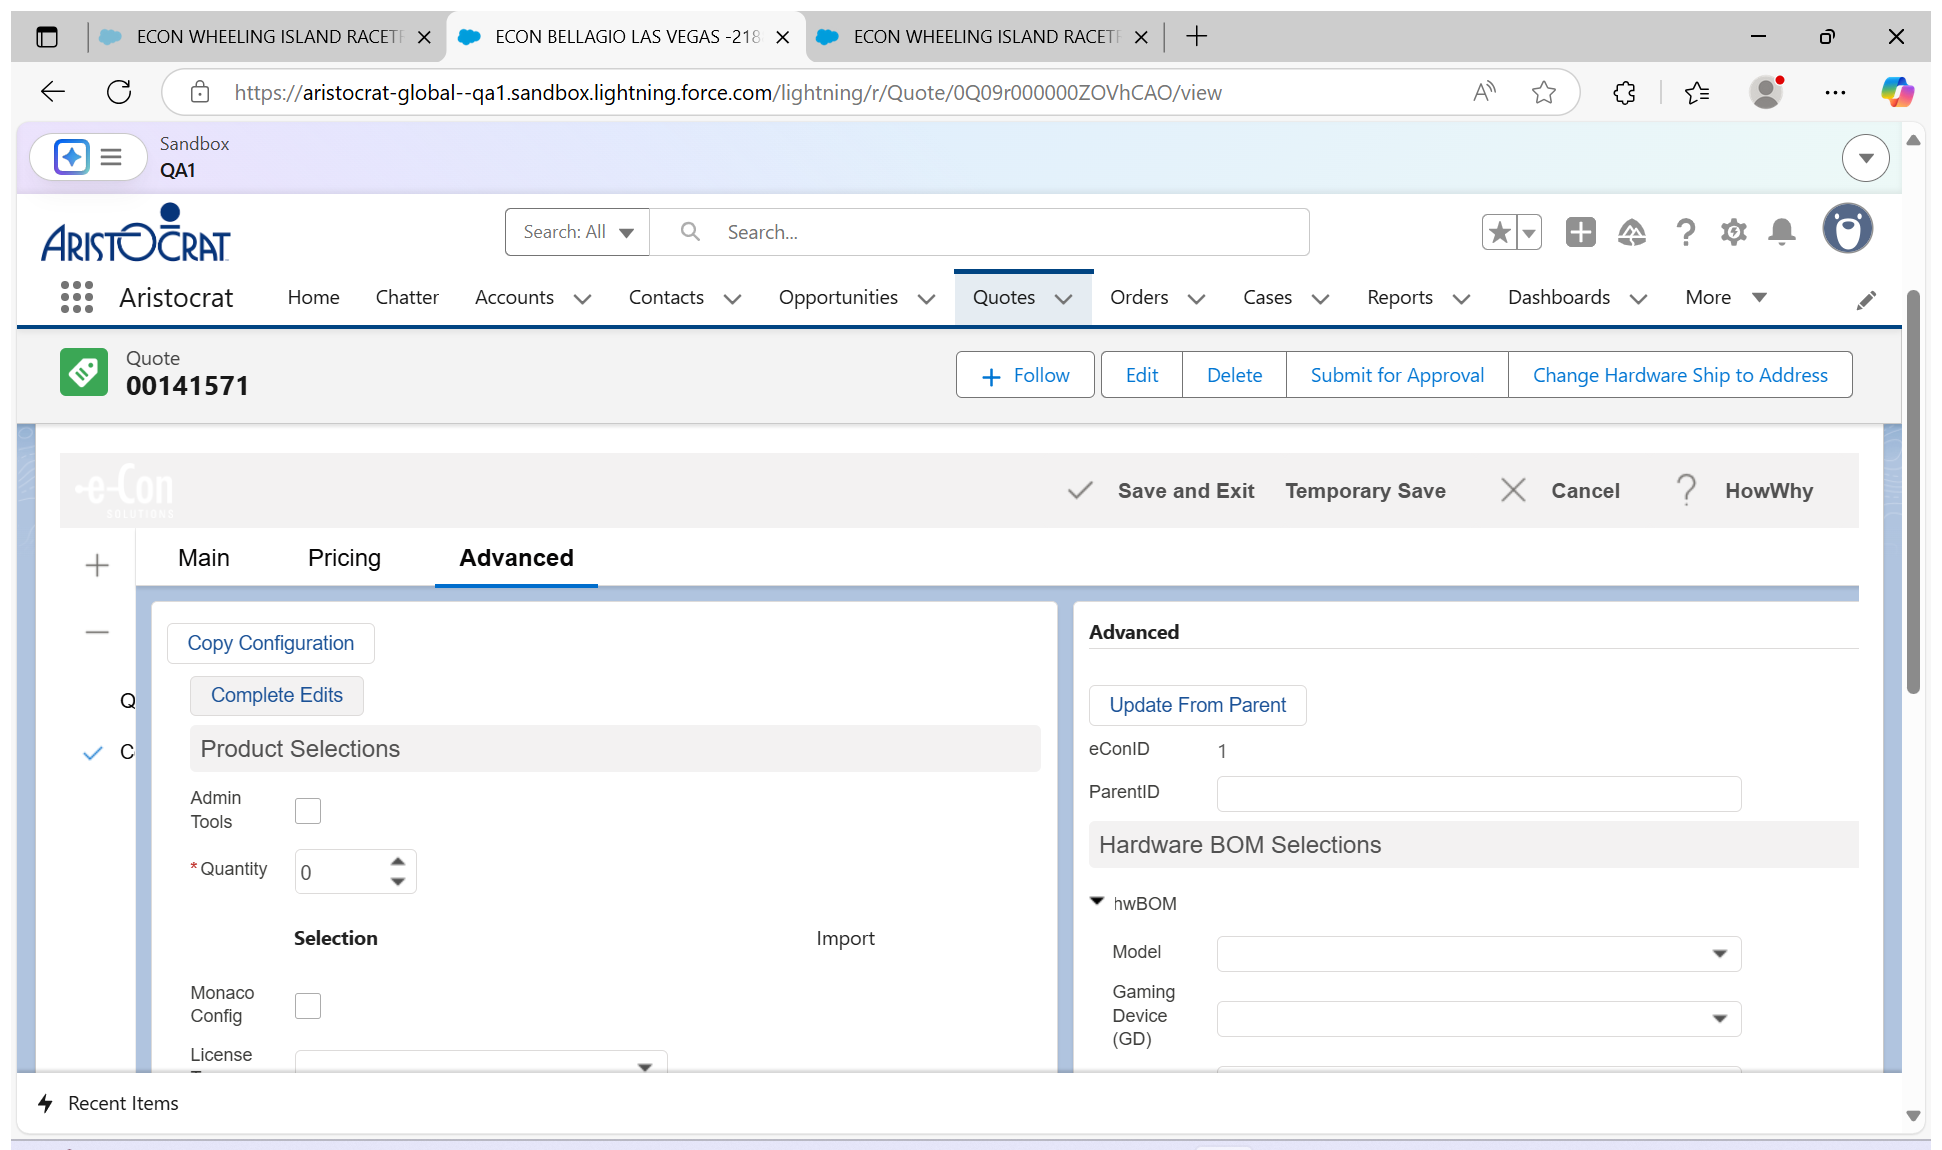 ECON WHEELING ISLAND RACETR
ECON BELLAGIO LAS VEGAS -218
ECON WHEELING ISLAND RACETR
https://aristocrat-global--qa1.sandbox.lightning.force.com/lightning/r/Quote/0Q09r000000ZOVhCAO/view
Sandbox
QA1
ARISTOCRAT
Search: All
Search...
Aristocrat
Home
Chatter
Accounts
Contacts
Opportunities
Quotes
Orders
Cases
Reports
Dashboards
More
Quote
00141571
Follow
Edit
Delete
Submit for Approval
Change Hardware Ship to Address
e-Con
SOLUTIONS
Save and Exit
Temporary Save
Cancel
HowWhy
Main
Pricing
Advanced
Q
C
Copy Configuration
Complete Edits
Product Selections
Admin
Tools
*Quantity
0
Selection
Import
Monaco
Config
License
Advanced
Update From Parent
eConID
1
ParentID
Hardware BOM Selections
hwBOM
Model
Gaming
Device
(GD)
Recent Items